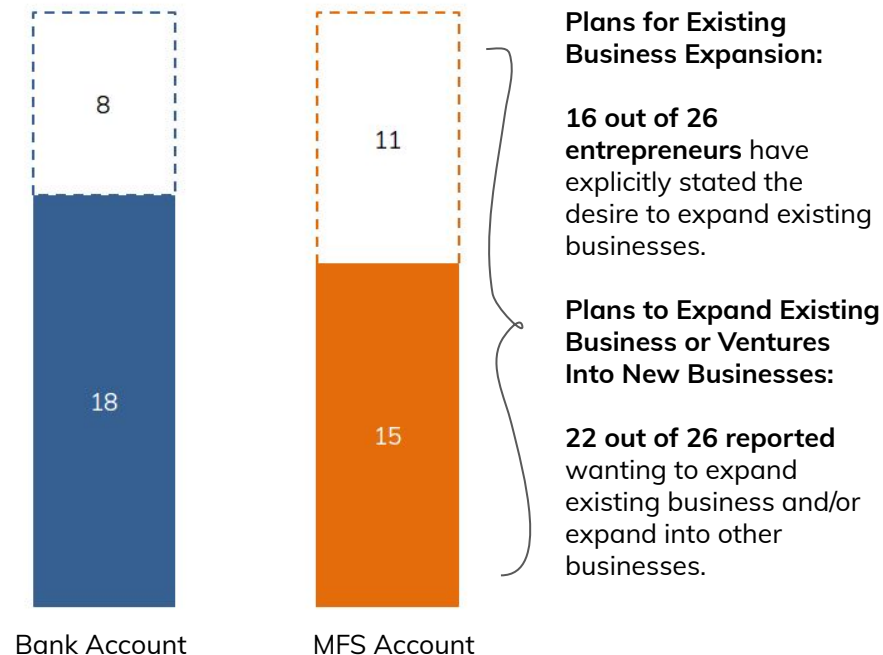 8
18
Bank Account
11
15
MFS Account
Plans for Existing
Business Expansion:
16 out of 26
entrepreneurs have
explicitly stated the
desire to expand existing
businesses.
Plans to Expand Existing
Business or Ventures
Into New Businesses:
22 out of 26 reported
wanting to expand
existing business and/or
expand into other
businesses.